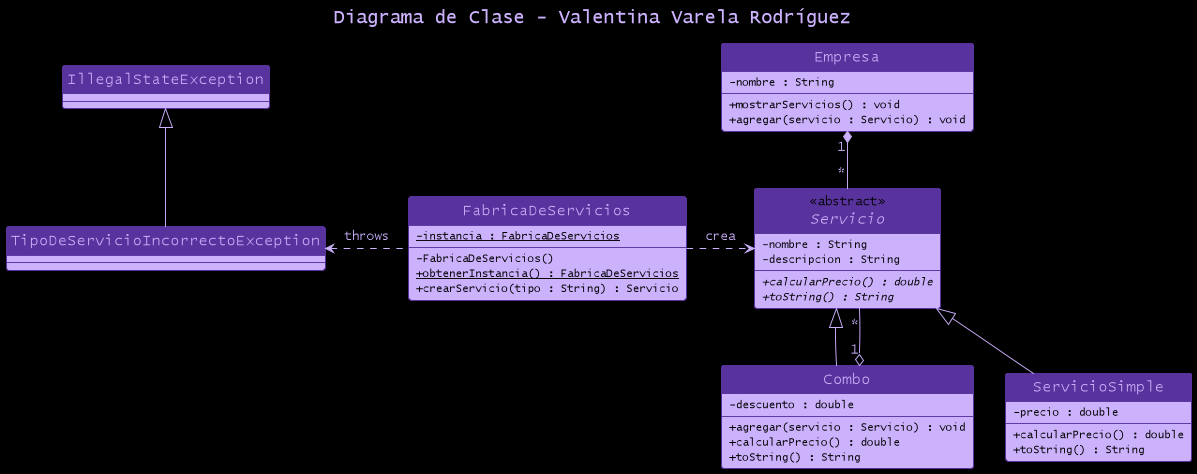 Diagrama de Clase - Valentina Varela Rodríguez
IllegalStateException
Empresa
-nombre : String
+mostrarServicios() : void
+agregar(servicio : Servicio) : void
1
*
TipoDeServicioIncorrectoException
throws
FabricaDeServicios
-instancia : FabricaDeServicios
-FabricaDeServicios()
+obtenerInstancia() : FabricaDeServicios
+crearServicio(tipo : String) : Servicio
crea
«abstract»
Servicio
-nombre : String
-descripcion : String
+calcularPrecio() : double
+toString() : String
*
1
Combo
-descuento : double
+agregar(servicio : Servicio) : void
+calcularPrecio() : double
+toString() : String
ServicioSimple
-precio : double
+calcularPrecio() : double
+toString() : String